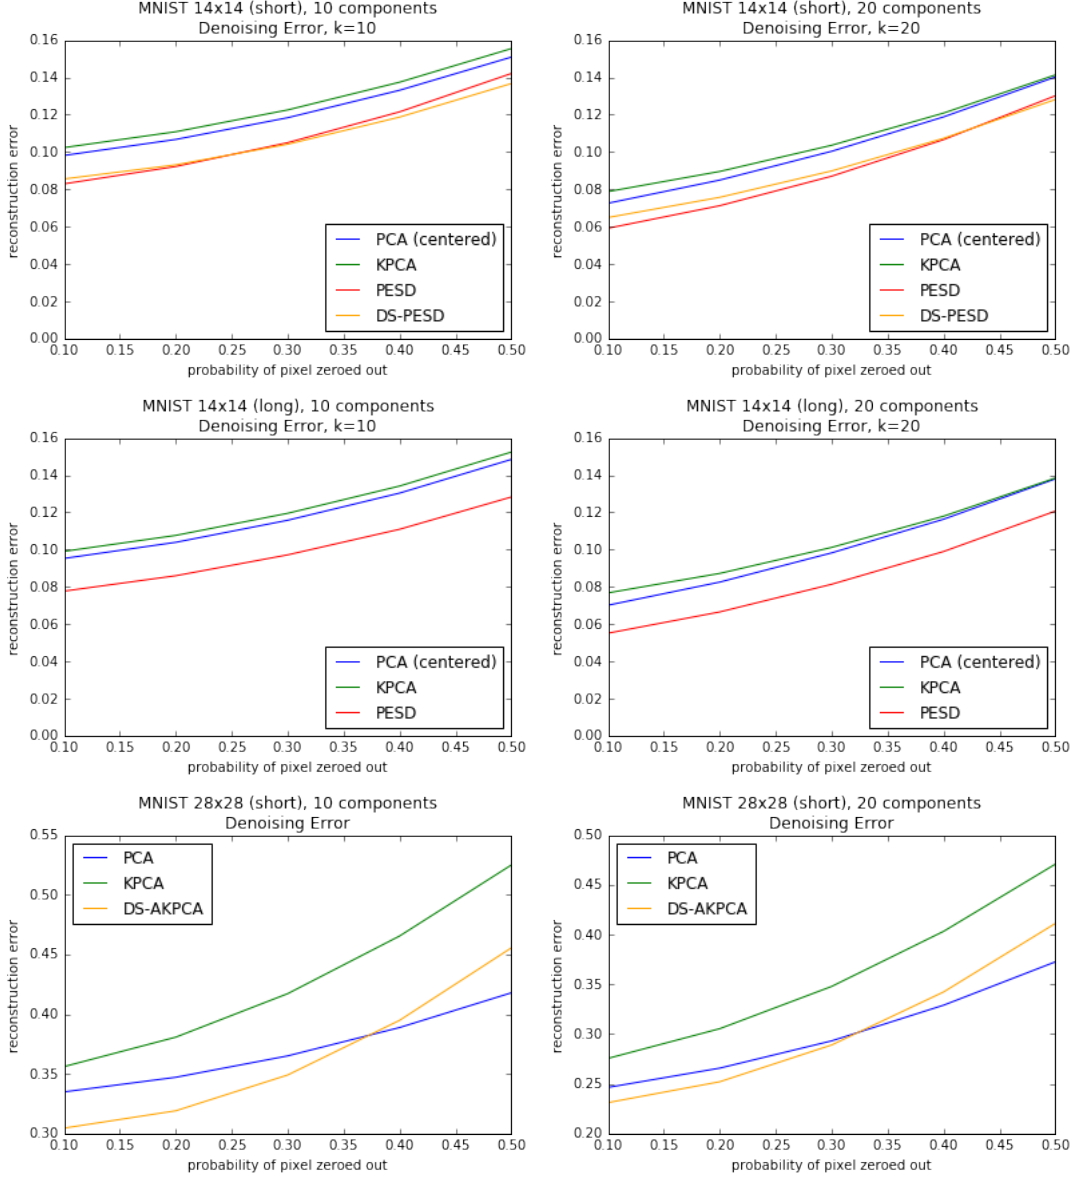 MNIST 14x14 (short), 10 components
Denoising Error, k=10
reconstruction error
0.16
0.14
0.12
0.10
0.08
0.06
0.04
0.02
0.00
PCA (centered)
KPCA
PESD
DS-PESD
0.10 0.15 0.20 0.25 0.30 0.35 0.40 0.45 0.50
probability of pixel zeroed out
MNIST 14x14 (short), 20 components
Denoising Error, k=20
reconstruction error
0.16
0.14
0.12
0.10
0.08
0.06
0.04
0.02
0.00
PCA (centered)
KPCA
PESD
DS-PESD
0.10 0.15 0.20 0.25 0.30 0.35 0.40 0.45 0.50
probability of pixel zeroed out
MNIST 14x14 (long), 10 components
Denoising Error, k=10
reconstruction error
0.16
0.14
0.12
0.10
0.08
0.06
0.04
0.02
0.00
PCA (centered)
KPCA
PESD
0.10 0.15 0.20 0.25 0.30 0.35 0.40 0.45 0.50
probability of pixel zeroed out
MNIST 14x14 (long), 20 components
Denoising Error, k=20
reconstruction error
0.16
0.14
0.12
0.10
0.08
0.06
0.04
0.02
0.00
PCA (centered)
KPCA
PESD
0.10 0.15 0.20 0.25 0.30 0.35 0.40 0.45 0.50
probability of pixel zeroed out
MNIST 28x28 (short), 10 components
Denoising Error
reconstruction error
0.55
0.50
0.45
0.40
0.35
0.30
PCA
KPCA
DS-AKPCA
0.10 0.15 0.20 0.25 0.30 0.35 0.40 0.45 0.50
probability of pixel zeroed out
MNIST 28x28 (short), 20 components
Denoising Error
reconstruction error
0.50
0.45
0.40
0.35
0.30
0.25
0.20
PCA
KPCA
DS-AKPCA
0.10 0.15 0.20 0.25 0.30 0.35 0.40 0.45 0.50
probability of pixel zeroed out